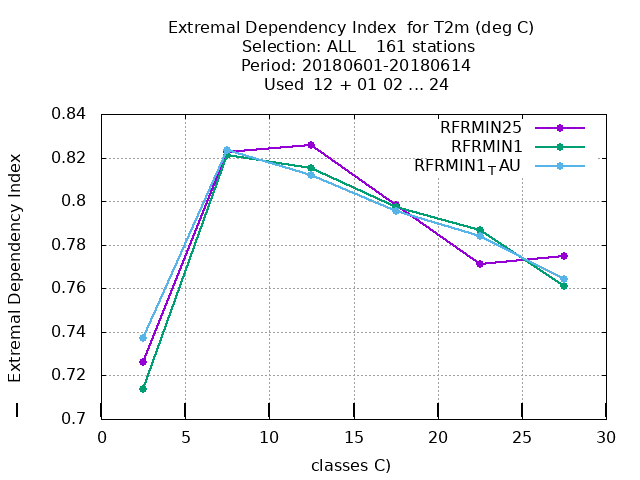 Extremal Dependency Index  for T2m (deg C)
Selection: ALL    161 stations
Period: 20180601-20180614
Used  12 + 01 02 ... 24
0.84
0.82
0.8
0.78
0.76
0.74
0.72
0.7
Extremal Dependency Index
RFRMIN25
RFRMIN1
RFRMIN1TAU
0 5 10 15 20 25 30
classes C)